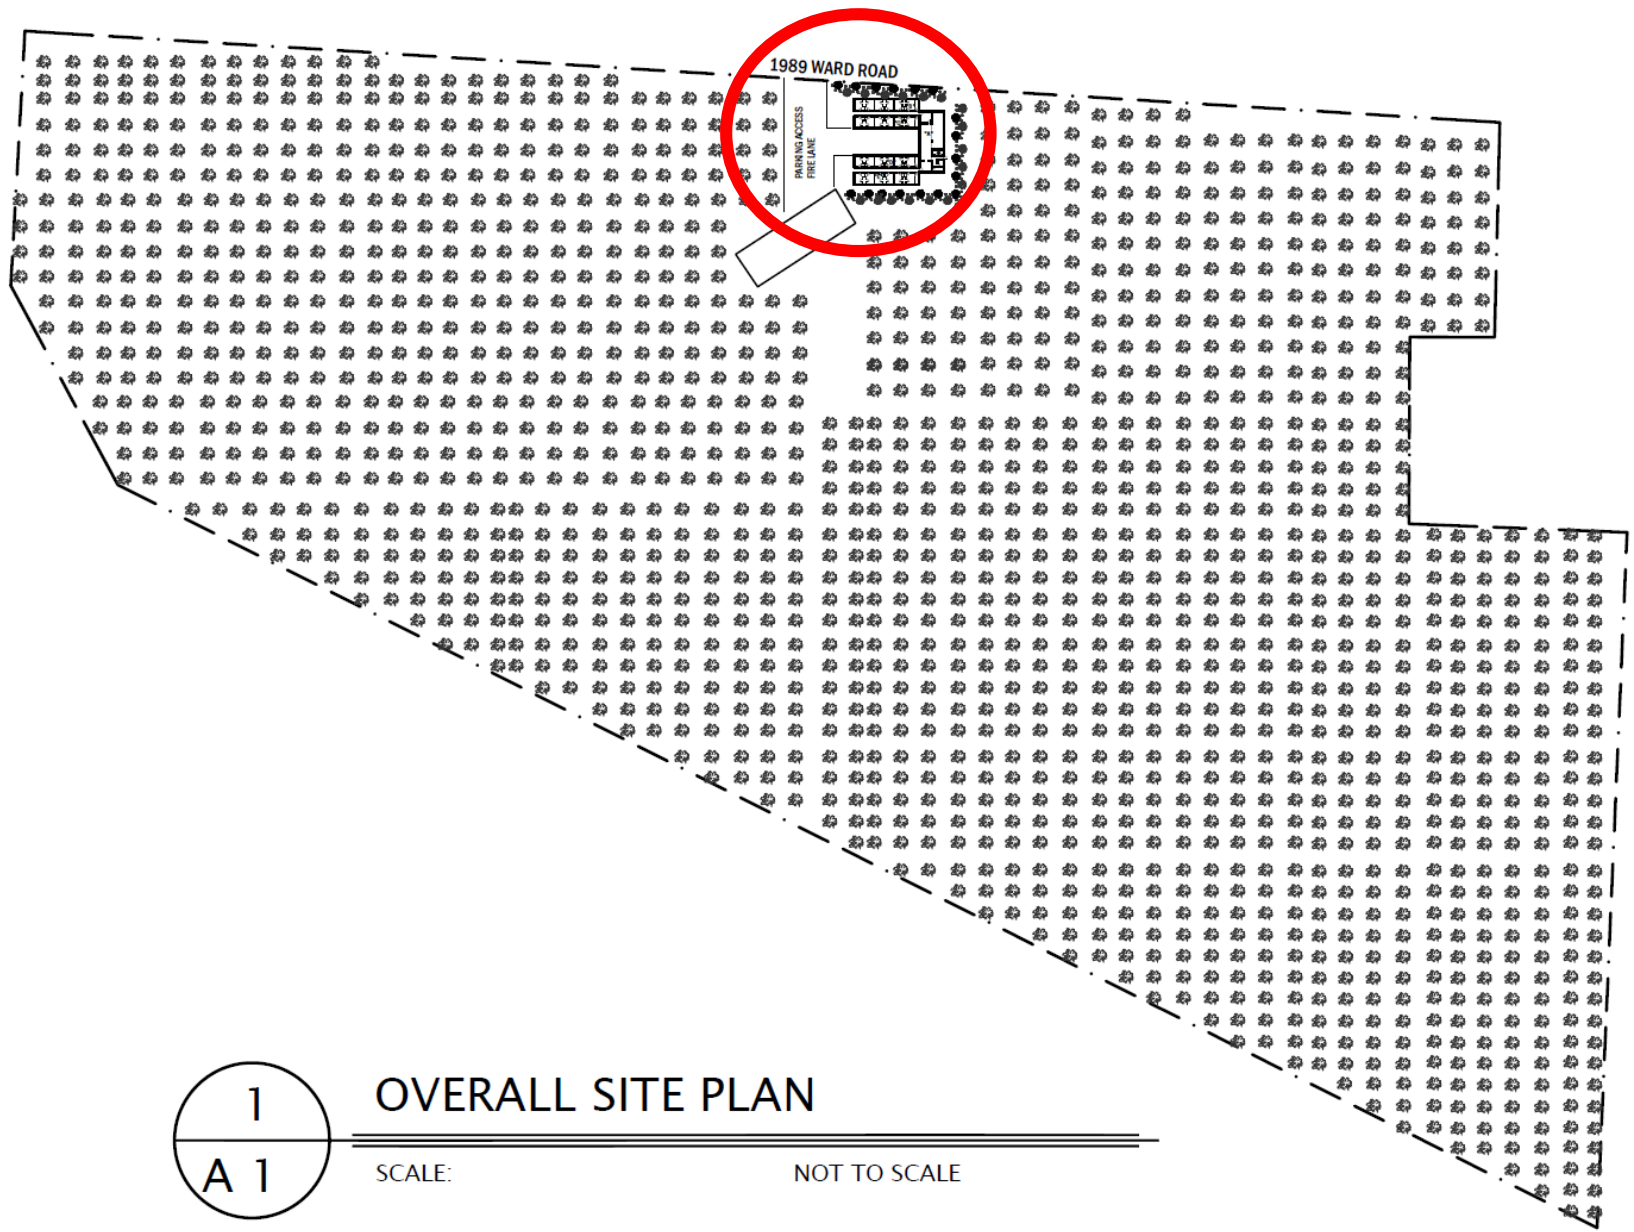 1989 WARD ROAD
PARKING ACCESS
FIRE LANE
1
A 1
OVERALL SITE PLAN
SCALE:
NOT TO SCALE